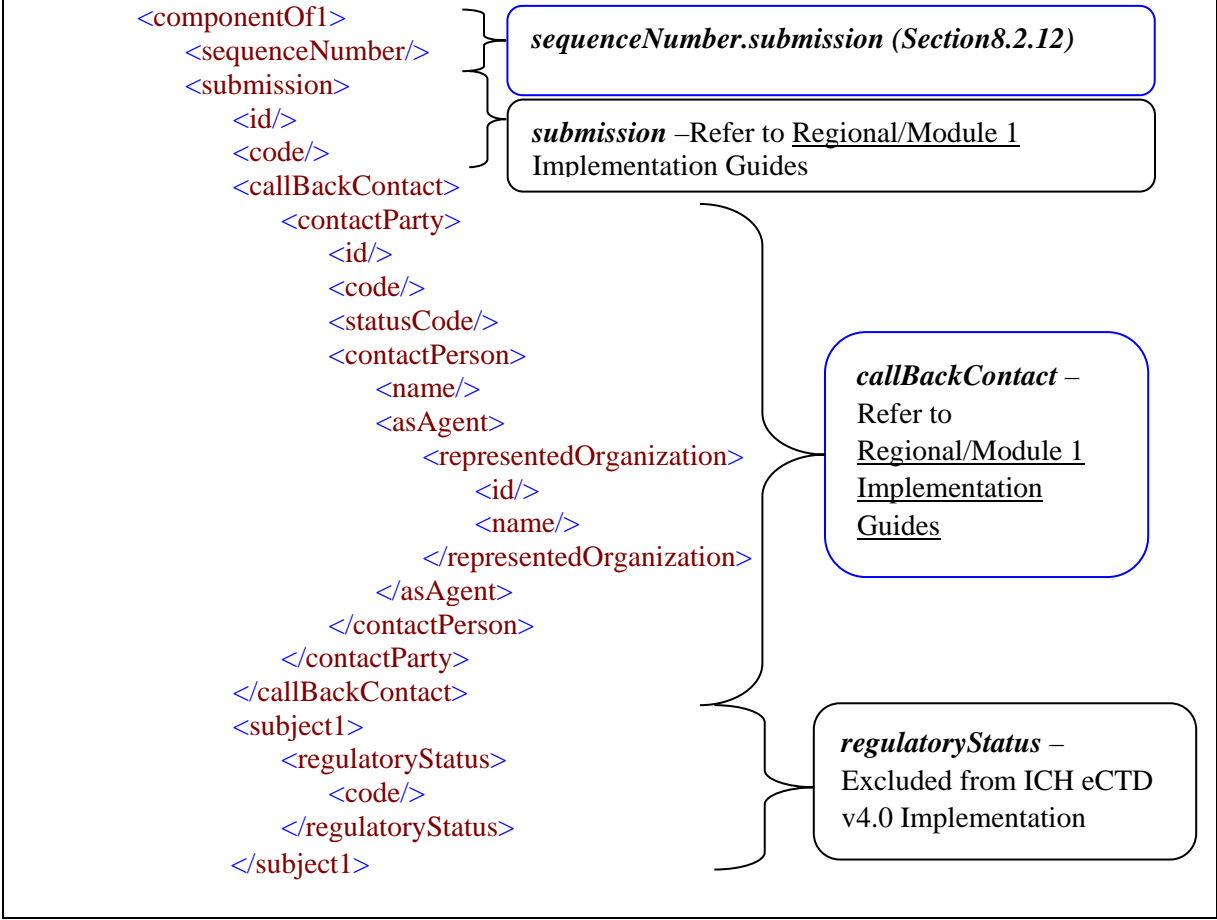 <componentOf1>
<sequenceNumber/>
<submission>
<id/>
<code/>
<callBackContact>
<contactParty>
<id/>
<code/>
<statusCode/>
<contactPerson>
<name/>
<asAgent>
<representedOrganization>
<id/>
<name/>
</representedOrganization>
</asAgent>
</contactPerson>
</contactParty>
</callBackContact>
<subject1>
<regulatoryStatus>
<code/>
</regulatoryStatus>
</subject1>
sequenceNumber.submission (Section8.2.12)
submission –Refer to Regional/Module 1
Implementation Guides
callBackContact –
Refer to
Regional/Module 1
Implementation
Guides
regulatoryStatus –
Excluded from ICH eCTD
v4.0 Implementation